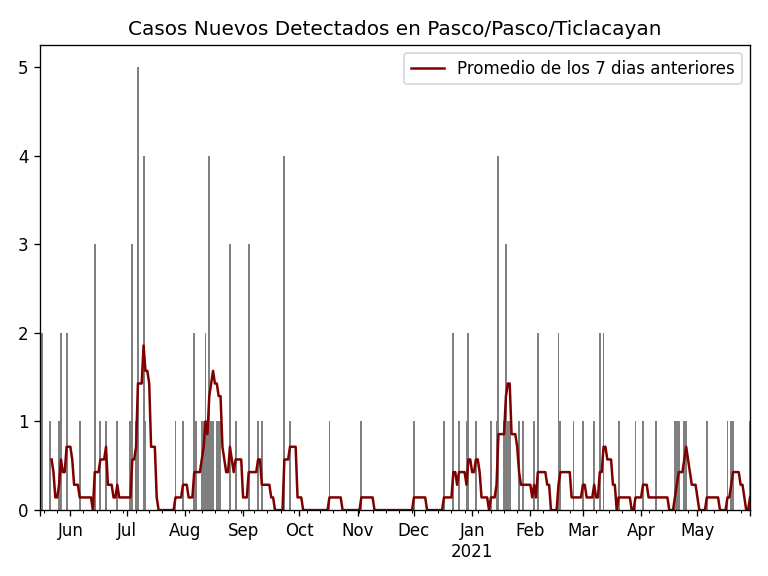 Casos Nuevos Detectados en Pasco/Pasco/Ticlacayan
Promedio de los 7 dias anteriores
5
4
3
2
1
0
Jun Jul Aug Sep Oct Nov Dec Jan Feb Mar Apr May
2021